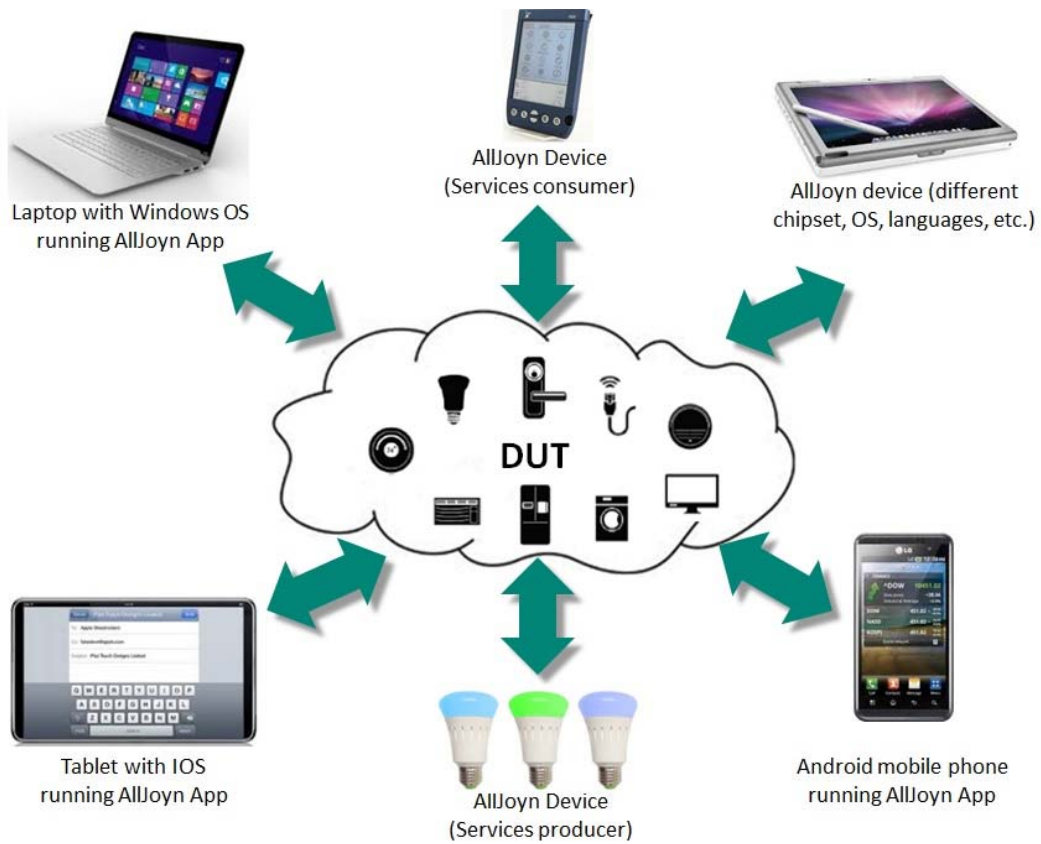 AllJoyn Device
(Services consumer)
Laptop with Windows OS
running AllJoyn App
AllJoyn device (different
chipset, OS, languages, etc.)
DUT
LG
Tablet with IOS
running AllJoyn App
AllJoyn Device
(Services producer)
Android mobile phone
running AllJoyn App
Q W E R T Y U I O P
A S D F G H J K L
Z X C V B N M